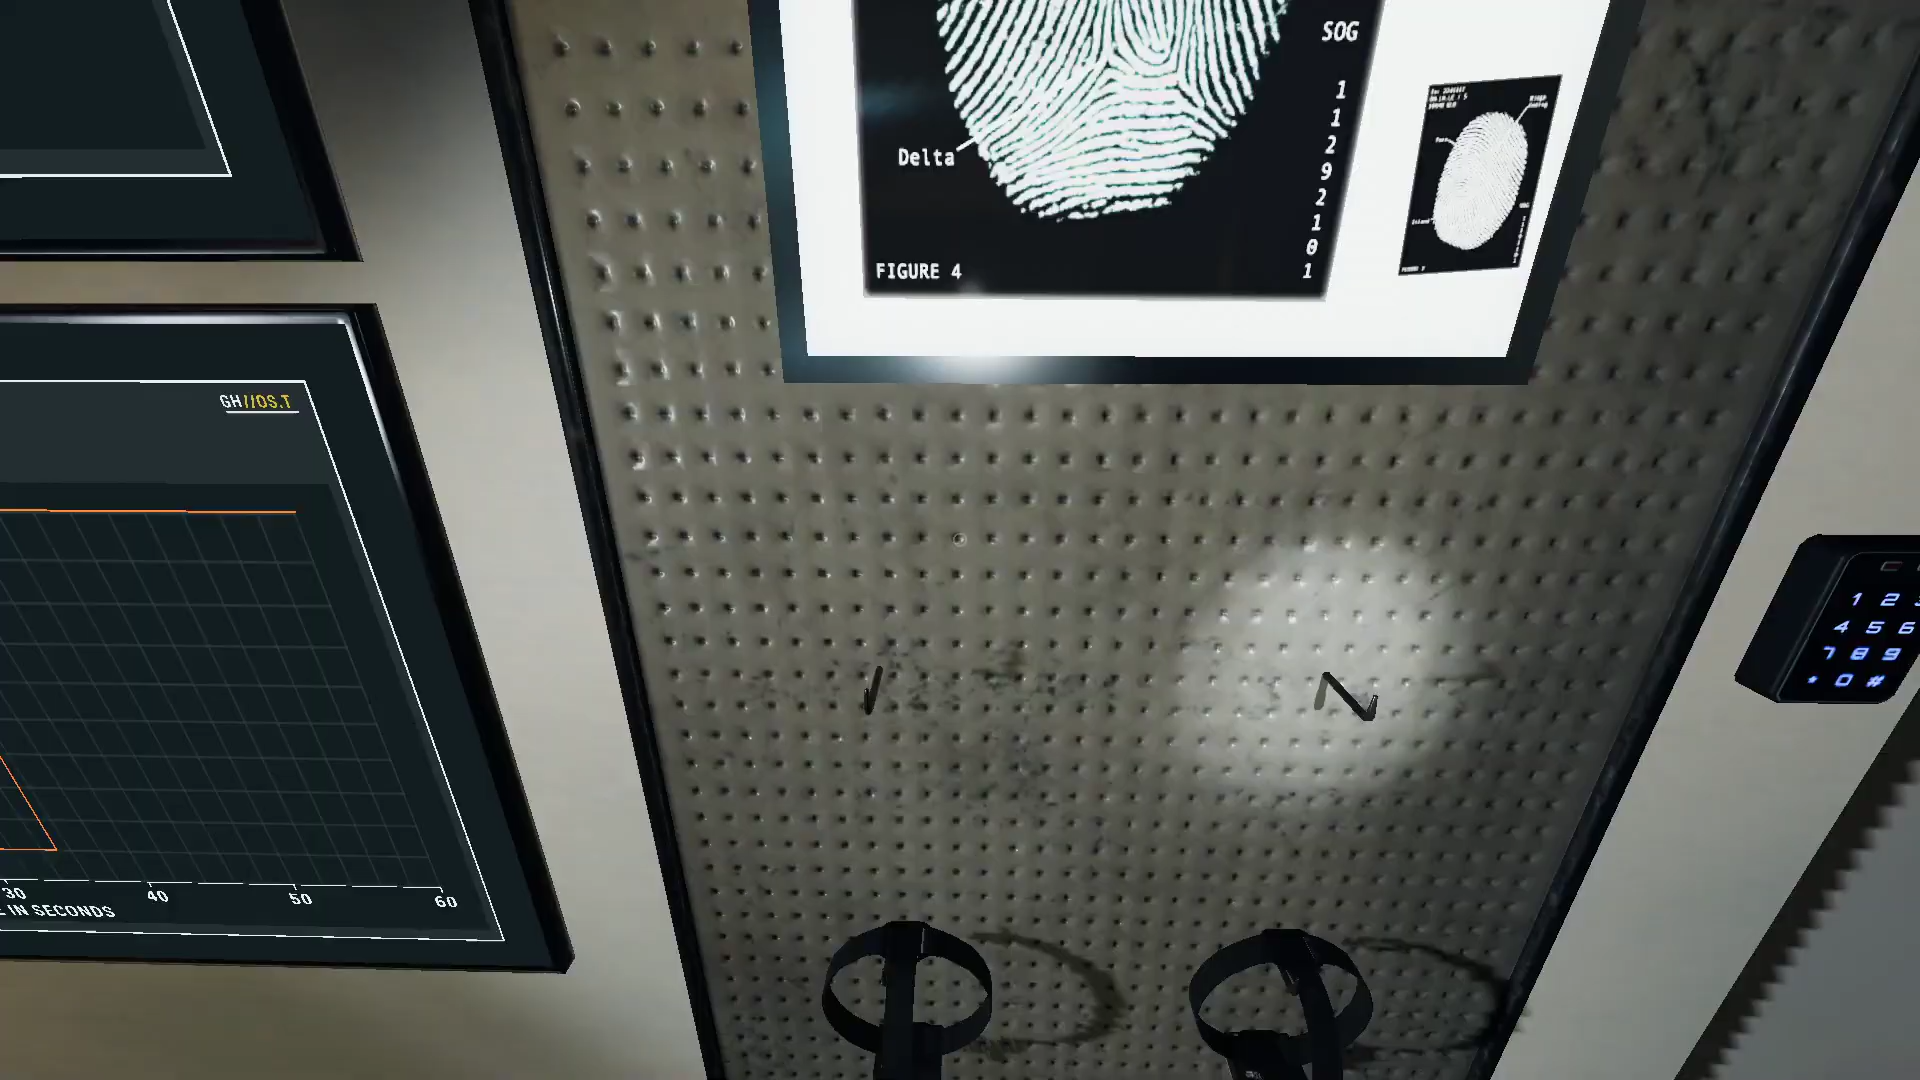 SOG
1
1
2
9
2
1
0
1
Delta
FIGURE 4
GH//OS.T
30 40 50 60
IN SECONDS
1 2 3
4 5 6
7 8 9
* 0 #